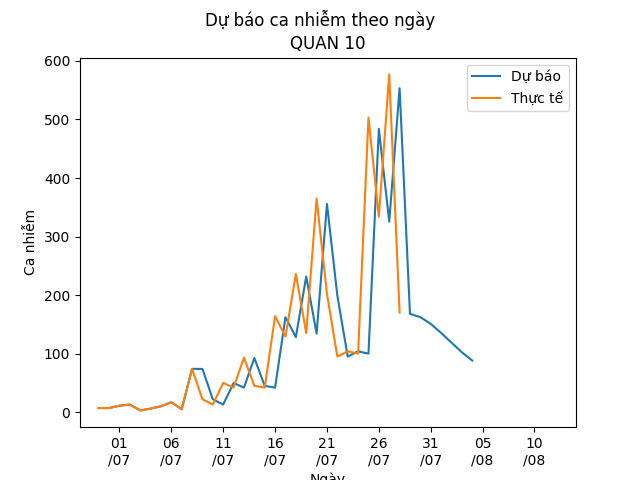 Dự báo ca nhiễm theo ngày
QUAN 10
Dự báo
Thực tế
Ca nhiễm
600
500
400
300
200
100
0
01 06 11 16 21 26 31 05 10
/07 /07 /07 /07 /07 /07 /07 /08 /08
Ngày